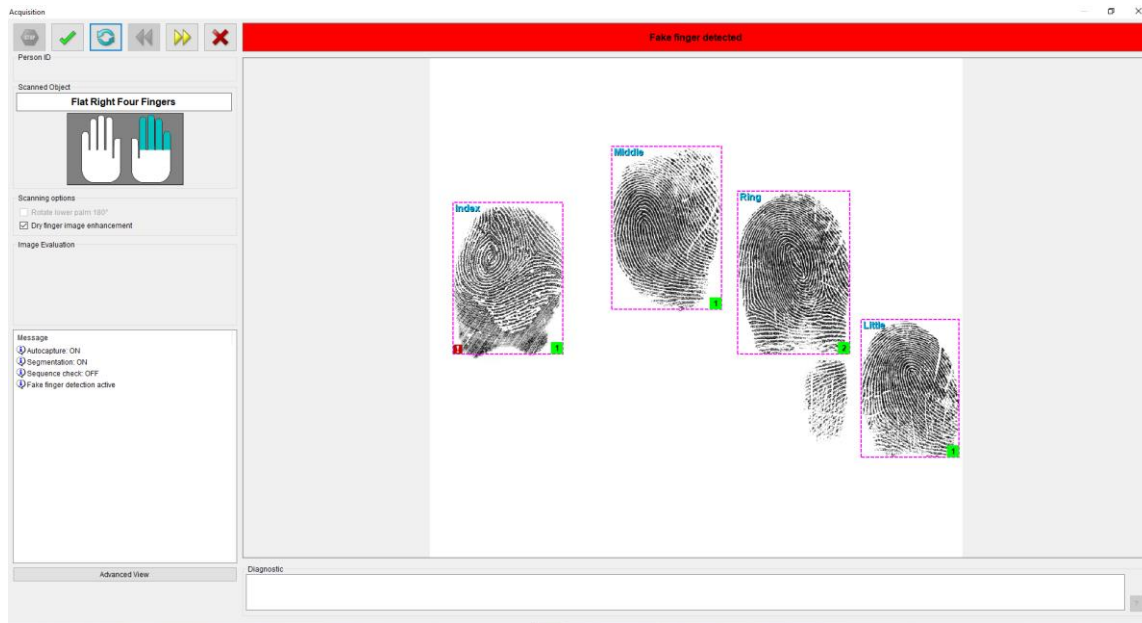 Acquisition
Fake finger detected
Person ID
Scanned Object
Flat Right Four Fingers
Scanning options
Rotate lower palm 180°
Dry finger image enhancement
Image Evaluation
Message
Autocapture: ON
Segmentation: ON
Sequence check: OFF
Fake finger detection active
Advanced View
Index
!
1
Middle
1
Ring
2
Little
1
Diagnostic